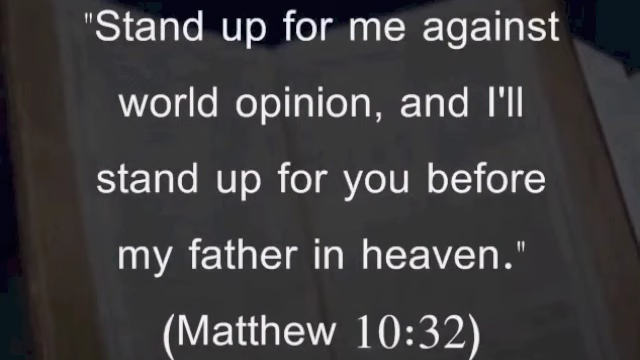 "Stand up for me against
world opinion, and I'll
stand up for you before
my father in heaven."
(Matthew 10:32)